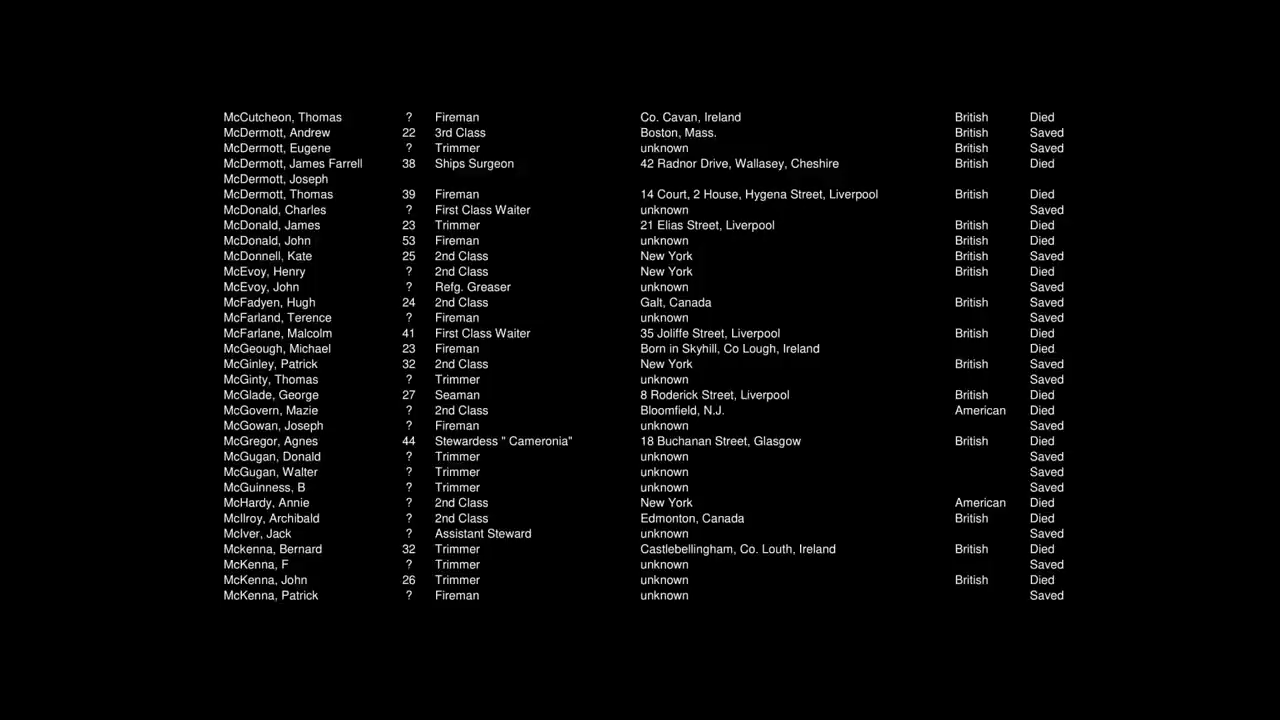 McCutcheon, Thomas ? Fireman Co. Cavan, Ireland British Died
McDermott, Andrew 22 3rd Class Boston, Mass. British Saved
McDermott, Eugene ? Trimmer unknown British Saved
McDermott, James Farrell 38 Ships Surgeon 42 Radnor Drive, Wallasey, Cheshire British Died
McDermott, Joseph
McDermott, Thomas 39 Fireman 14 Court, 2 House, Hygena Street, Liverpool British Died
McDonald, Charles ? First Class Waiter unknown Saved
McDonald, James 23 Trimmer 21 Elias Street, Liverpool British Died
McDonald, John 53 Fireman unknown British Died
McDonnell, Kate 25 2nd Class New York British Saved
McEvoy, Henry ? 2nd Class New York British Died
McEvoy, John ? Refg. Greaser unknown Saved
McFadyen, Hugh 24 2nd Class Galt, Canada British Saved
McFarland, Terence ? Fireman unknown Saved
McFarlane, Malcolm 41 First Class Waiter 35 Joliffe Street, Liverpool British Died
McGeough, Michael 23 Fireman Born in Skyhill, Co Lough, Ireland Died
McGinley, Patrick 32 2nd Class New York British Saved
McGinty, Thomas ? Trimmer unknown Saved
McGlade, George 27 Seaman 8 Roderick Street, Liverpool British Died
McGovern, Mazie ? 2nd Class Bloomfield, N.J. American Died
McGowan, Joseph ? Fireman unknown Saved
McGregor, Agnes 44 Stewardess " Cameronia" 18 Buchanan Street, Glasgow British Died
McGugan, Donald ? Trimmer unknown Saved
McGugan, Walter ? Trimmer unknown Saved
McGuinness, B ? Trimmer unknown Saved
McHardy, Annie ? 2nd Class New York American Died
McIlroy, Archibald ? 2nd Class Edmonton, Canada British Died
McIver, Jack ? Assistant Steward unknown Saved
Mckenna, Bernard 32 Trimmer Castlebellingham, Co. Louth, Ireland British Died
McKenna, F ? Trimmer unknown Saved
McKenna, John 26 Trimmer unknown British Died
McKenna, Patrick ? Fireman unknown Saved